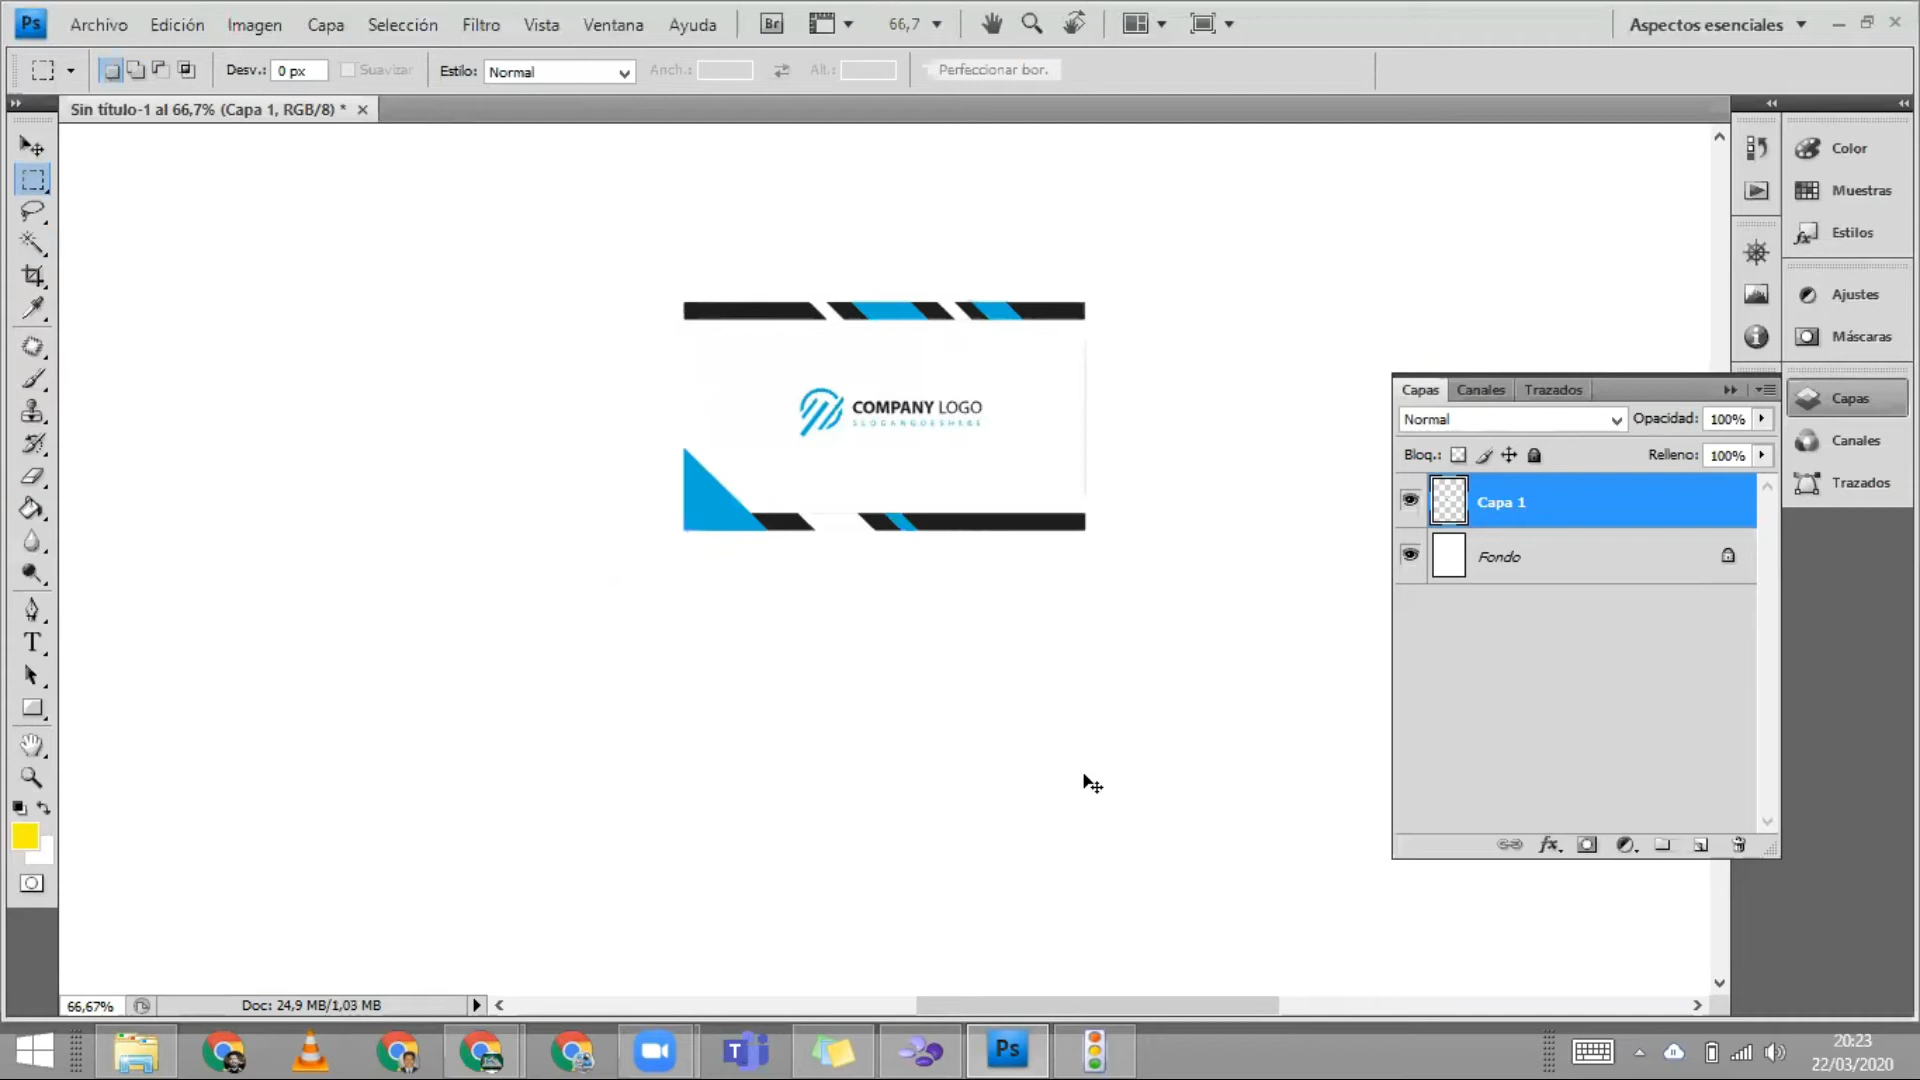 Ps Archivo Edición Imagen Capa Selección Filtro Vista Ventana Ayuda Br 66,7 Aspectos esenciales
Desv.: 0 px Suavizar Estilo: Normal Anch.: Alt.: Perfeccionar bor.
Sin título-1 al 66,7% (Capa 1, RGB/8) *
COMPANY LOGO
SLOGANGOESHERE
Color
Muestras
Estilos
Ajustes
Máscaras
Capas
Canales
Trazados
Capas Canales Trazados
Normal Opacidad: 100%
Bloq.: Relleno: 100%
Capa 1
Fondo
T
fx
66,67% Doc: 24,9 MB/1,03 MB
T Ps
20:23
22/03/2020